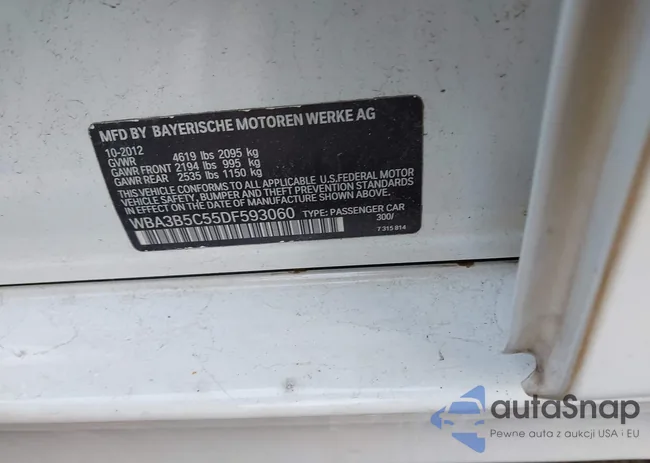 MFD BY BAYERISCHE MOTOREN WERKE AG
10-2012
GVWR 4619 lbs 2095 kg
GAWR FRONT 2194 lbs 995 kg
GAWR REAR 2535 lbs 1150 kg
THIS VEHICLE CONFORMS TO ALL APPLICABLE U.S.FEDERAL MOTOR
VEHICLE SAFETY, BUMPER AND THEFT PREVENTION STANDARDS
IN EFFECT ON THE DATE OF MANUFACTURE SHOWN ABOVE.
WBA3B5C55DF593060 TYPE: PASSENGER CAR
300/
7 315 814
autaSnap
Pewne auta z aukcji USA i EU